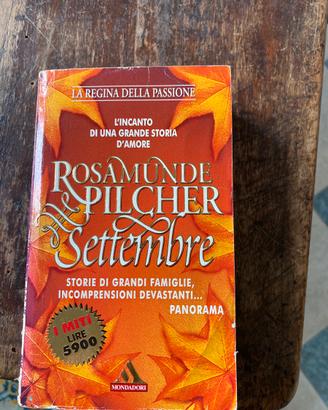 LA REGINA DELLA PASSIONE
L'INCANTO
DI UNA GRANDE STORIA
D'AMORE
ROSAMUNDE
PILCHER
Settembre
STORIE DI GRANDI FAMIGLIE,
INCOMPRENSIONI DEVASTANTI...
PANORAMA
I MITI
LIRE
5900
MONDADORI